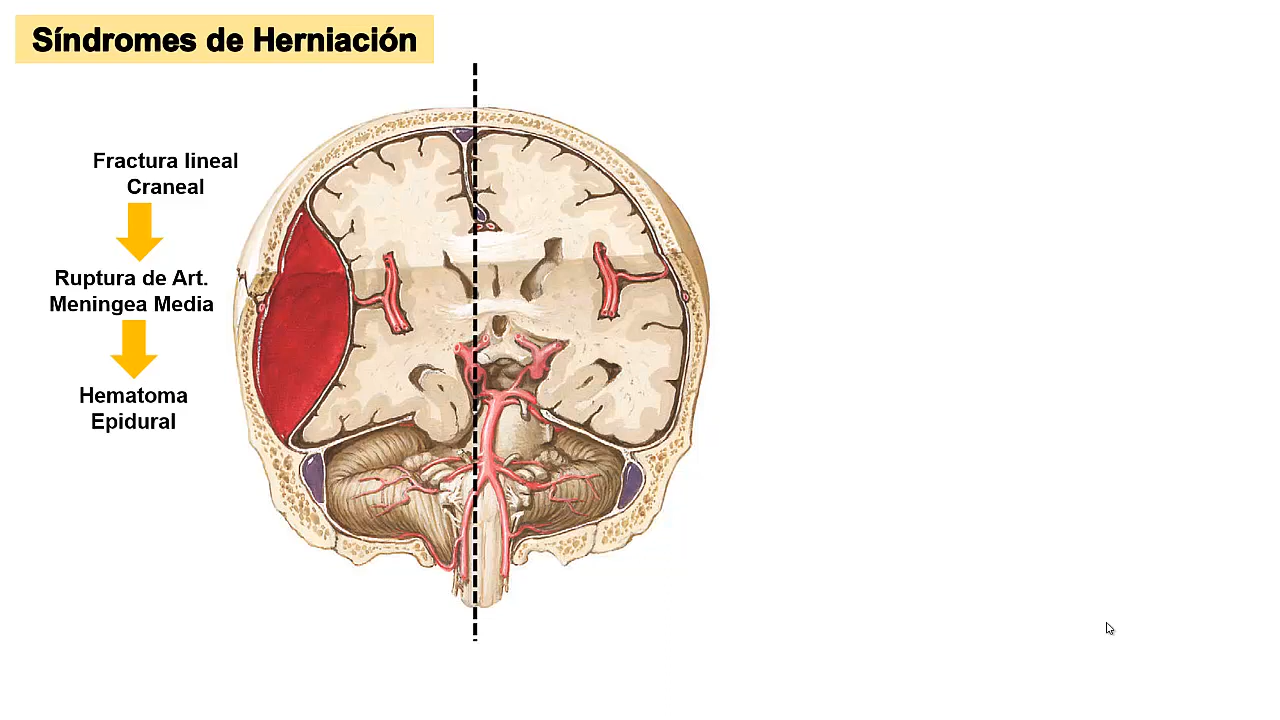 Síndromes de Herniación
Fractura lineal
Craneal
Ruptura de Art.
Meningea Media
Hematoma
Epidural